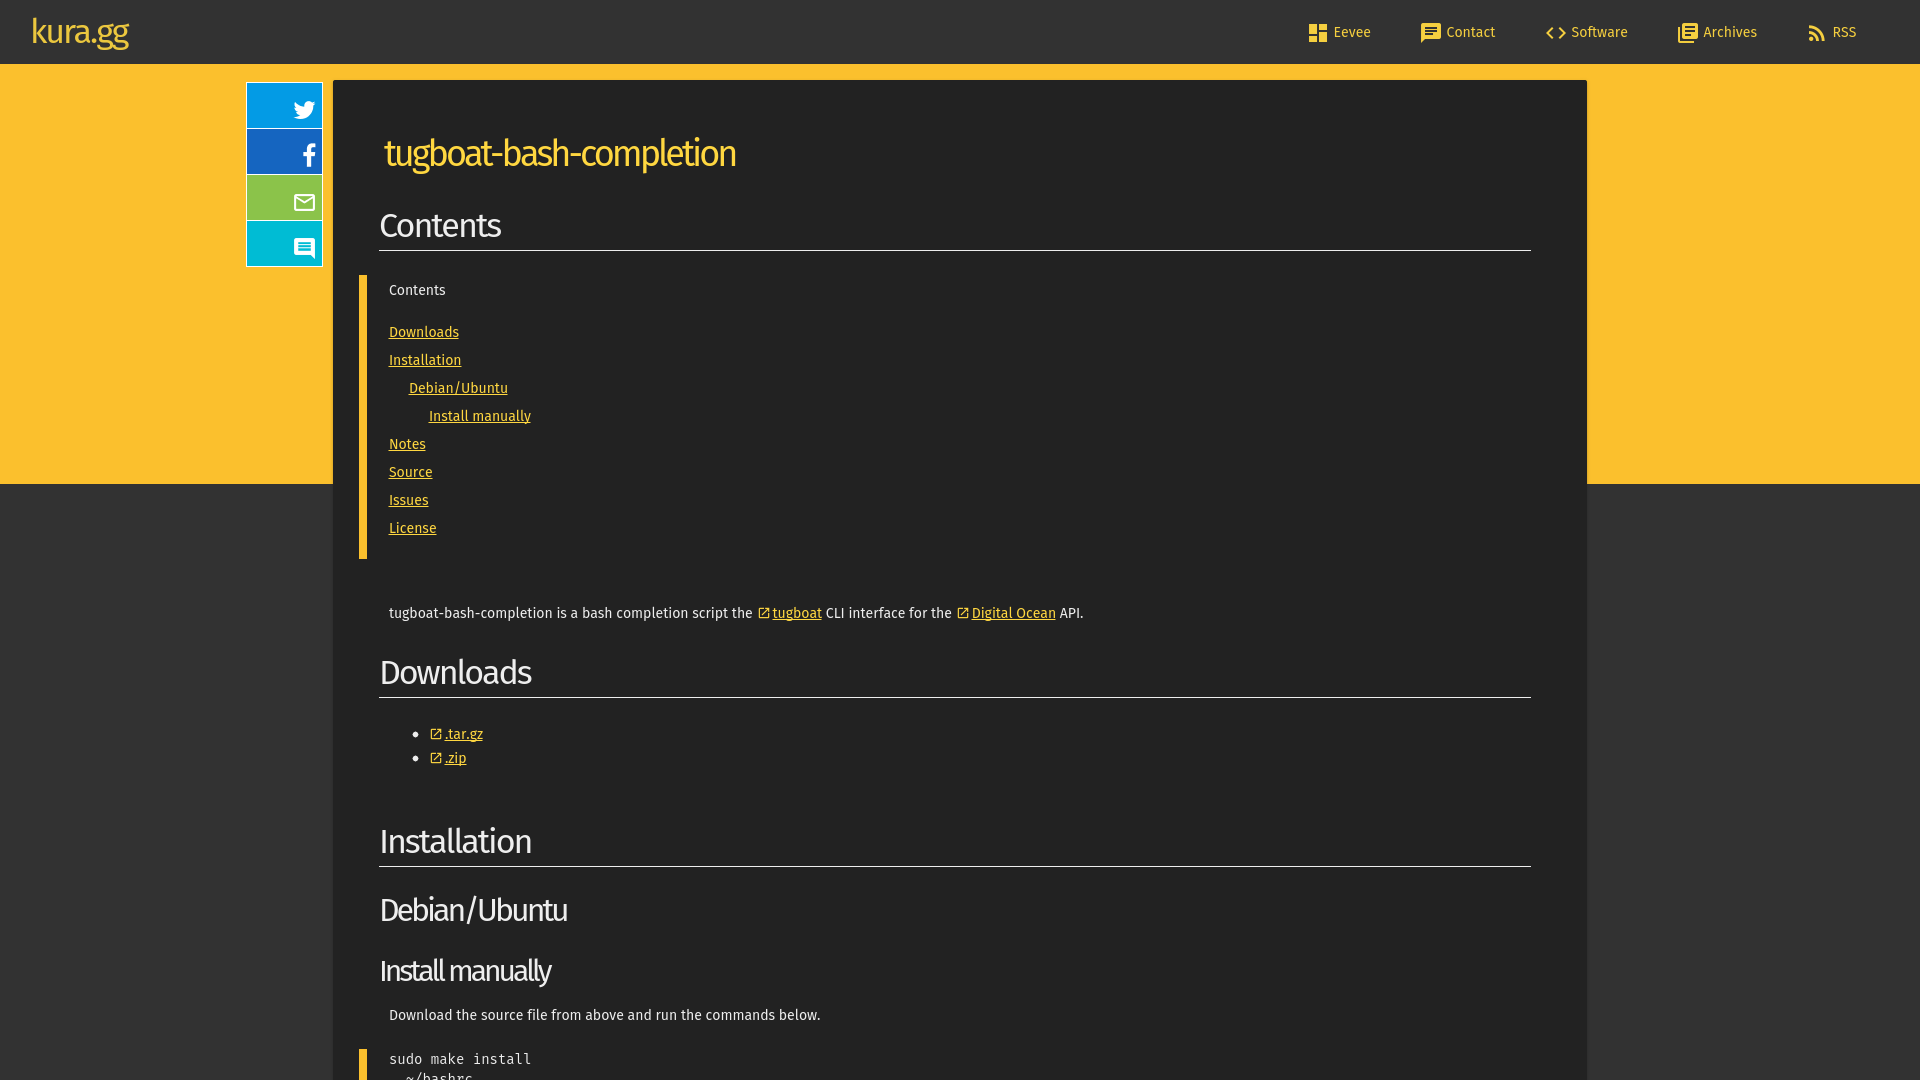 kura.gg
Eevee
Contact
Software
Archives
RSS
tugboat-bash-completion
Contents
Contents
Downloads
Installation
Debian/Ubuntu
Install manually
Notes
Source
Issues
License
tugboat-bash-completion is a bash completion script the tugboat CLI interface for the Digital Ocean API.
Downloads
.tar.gz
.zip
Installation
Debian/Ubuntu
Install manually
Download the source file from above and run the commands below.
sudo make install
. ~/bashrc